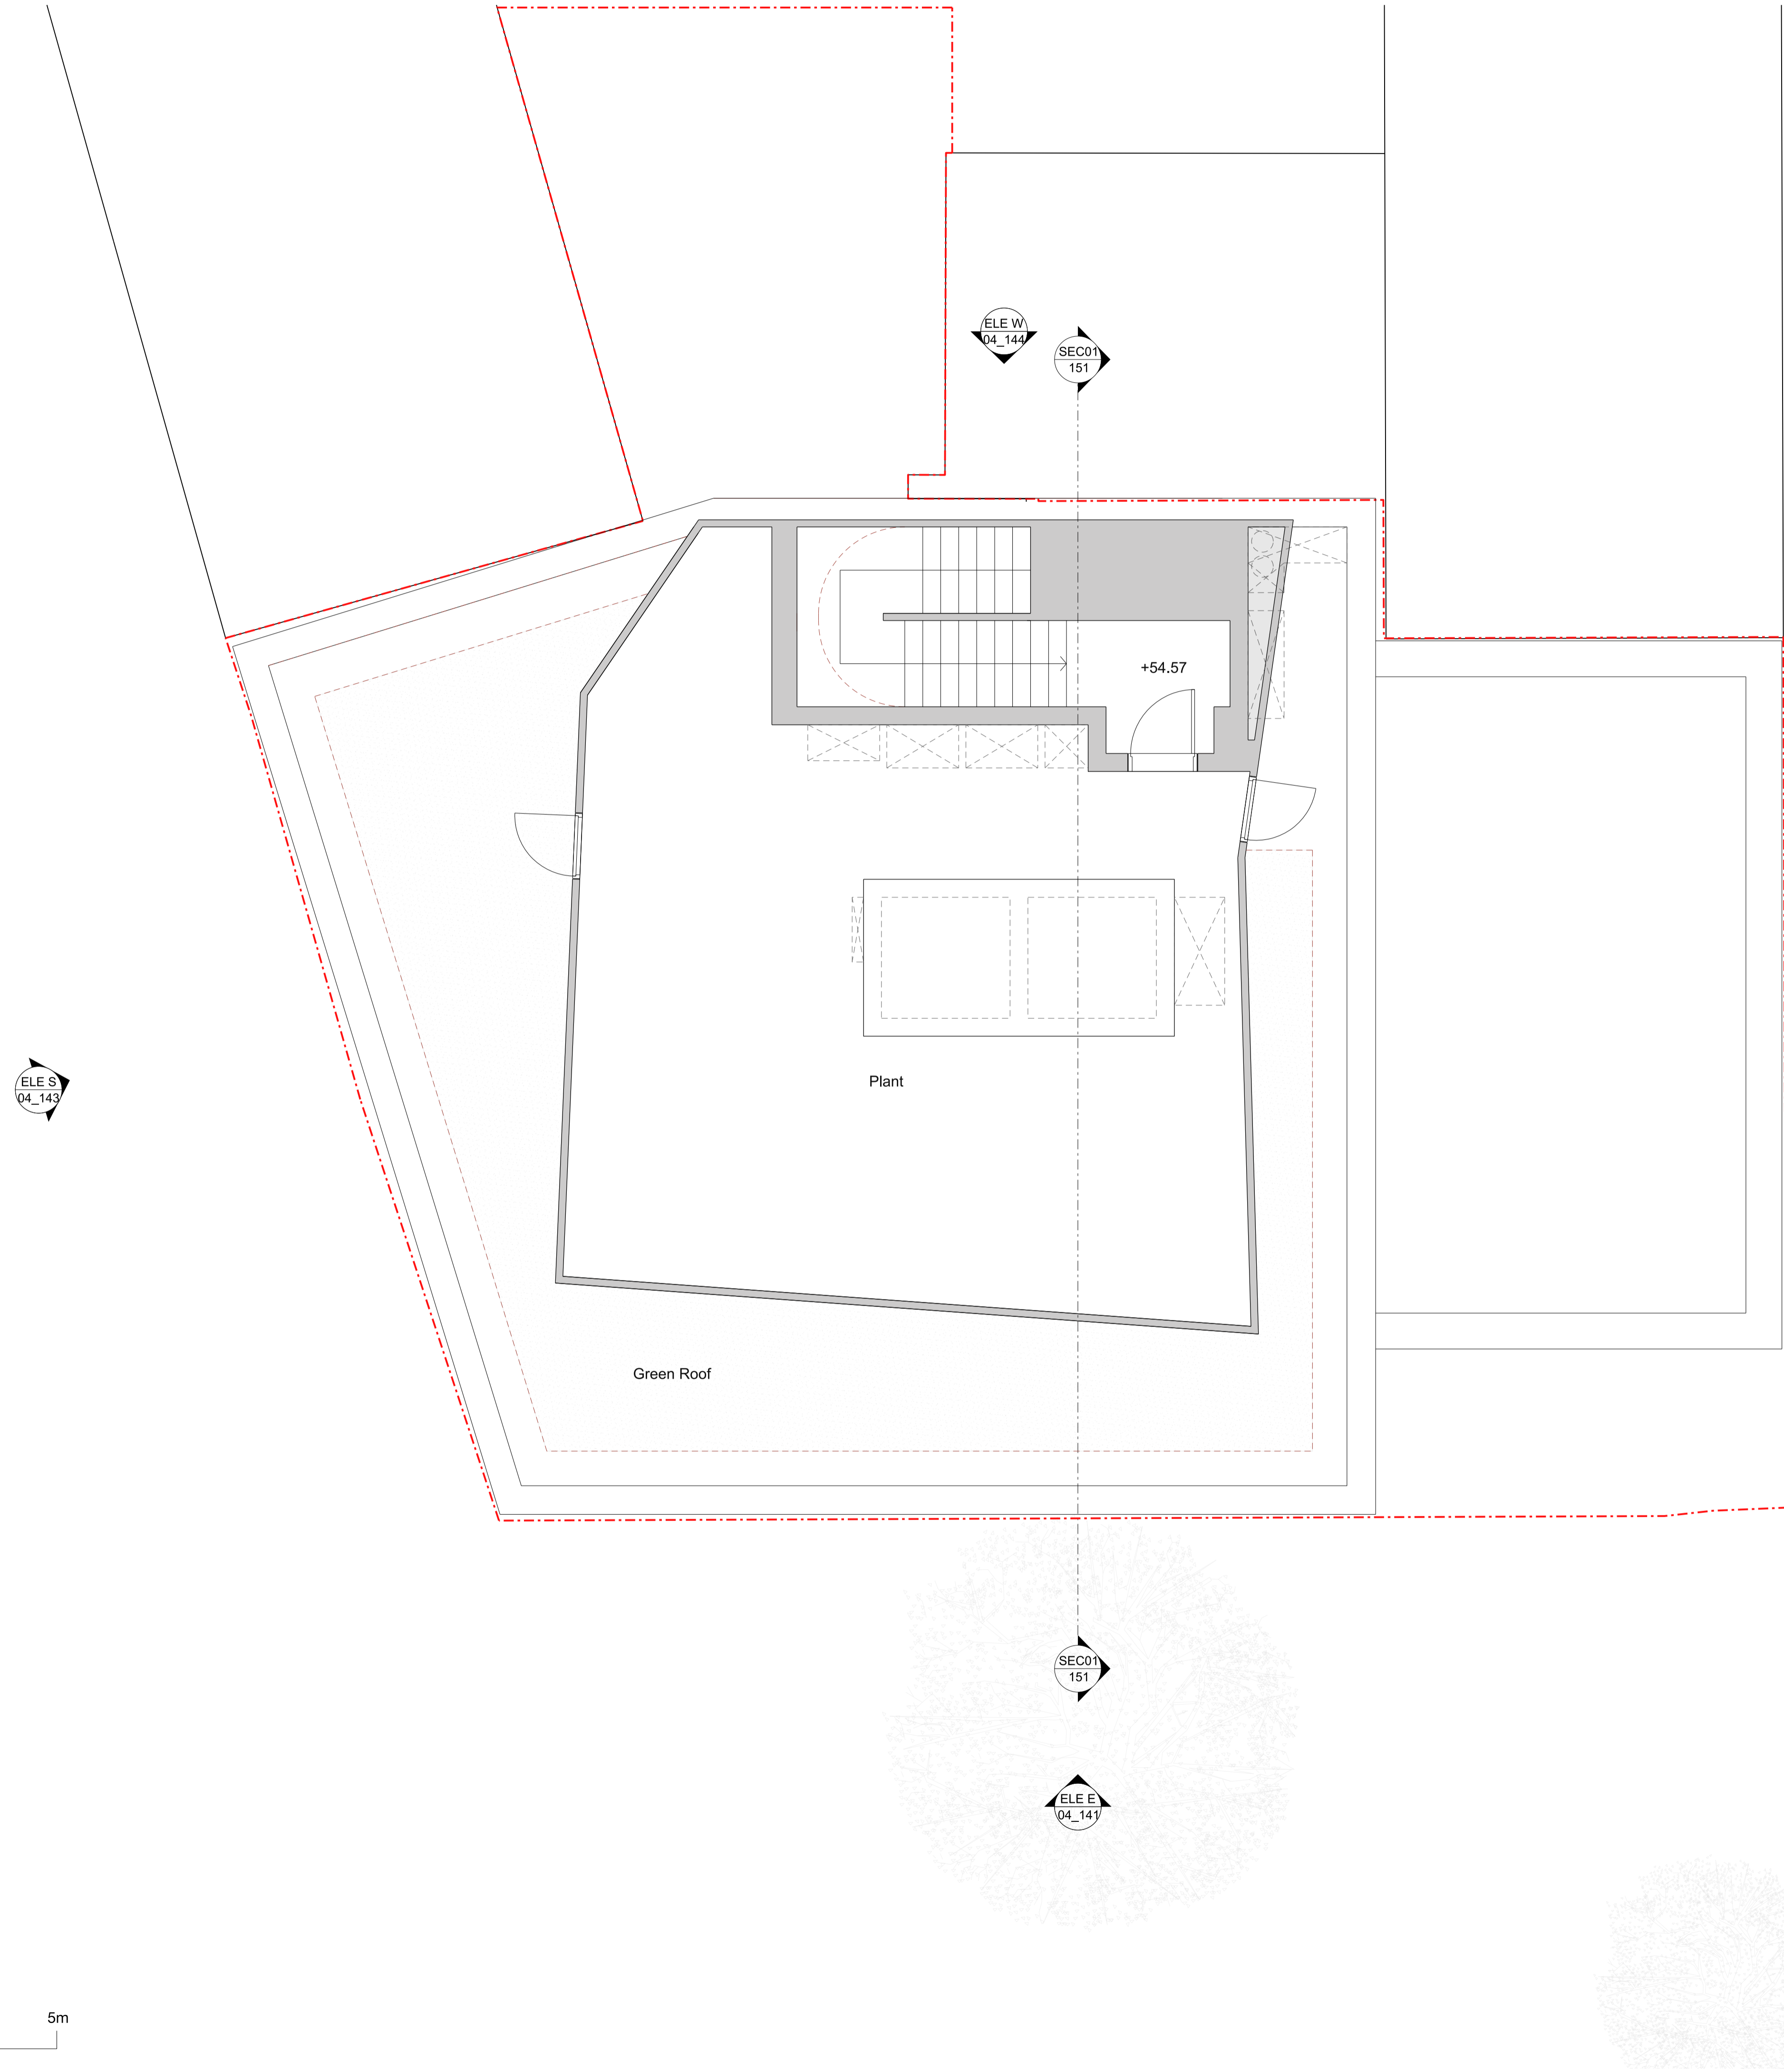 ELE W
04_144
SEC01
151
+54.57
ELE S
04_143
Plant
Green Roof
SEC01
151
ELE E
04_141
5m